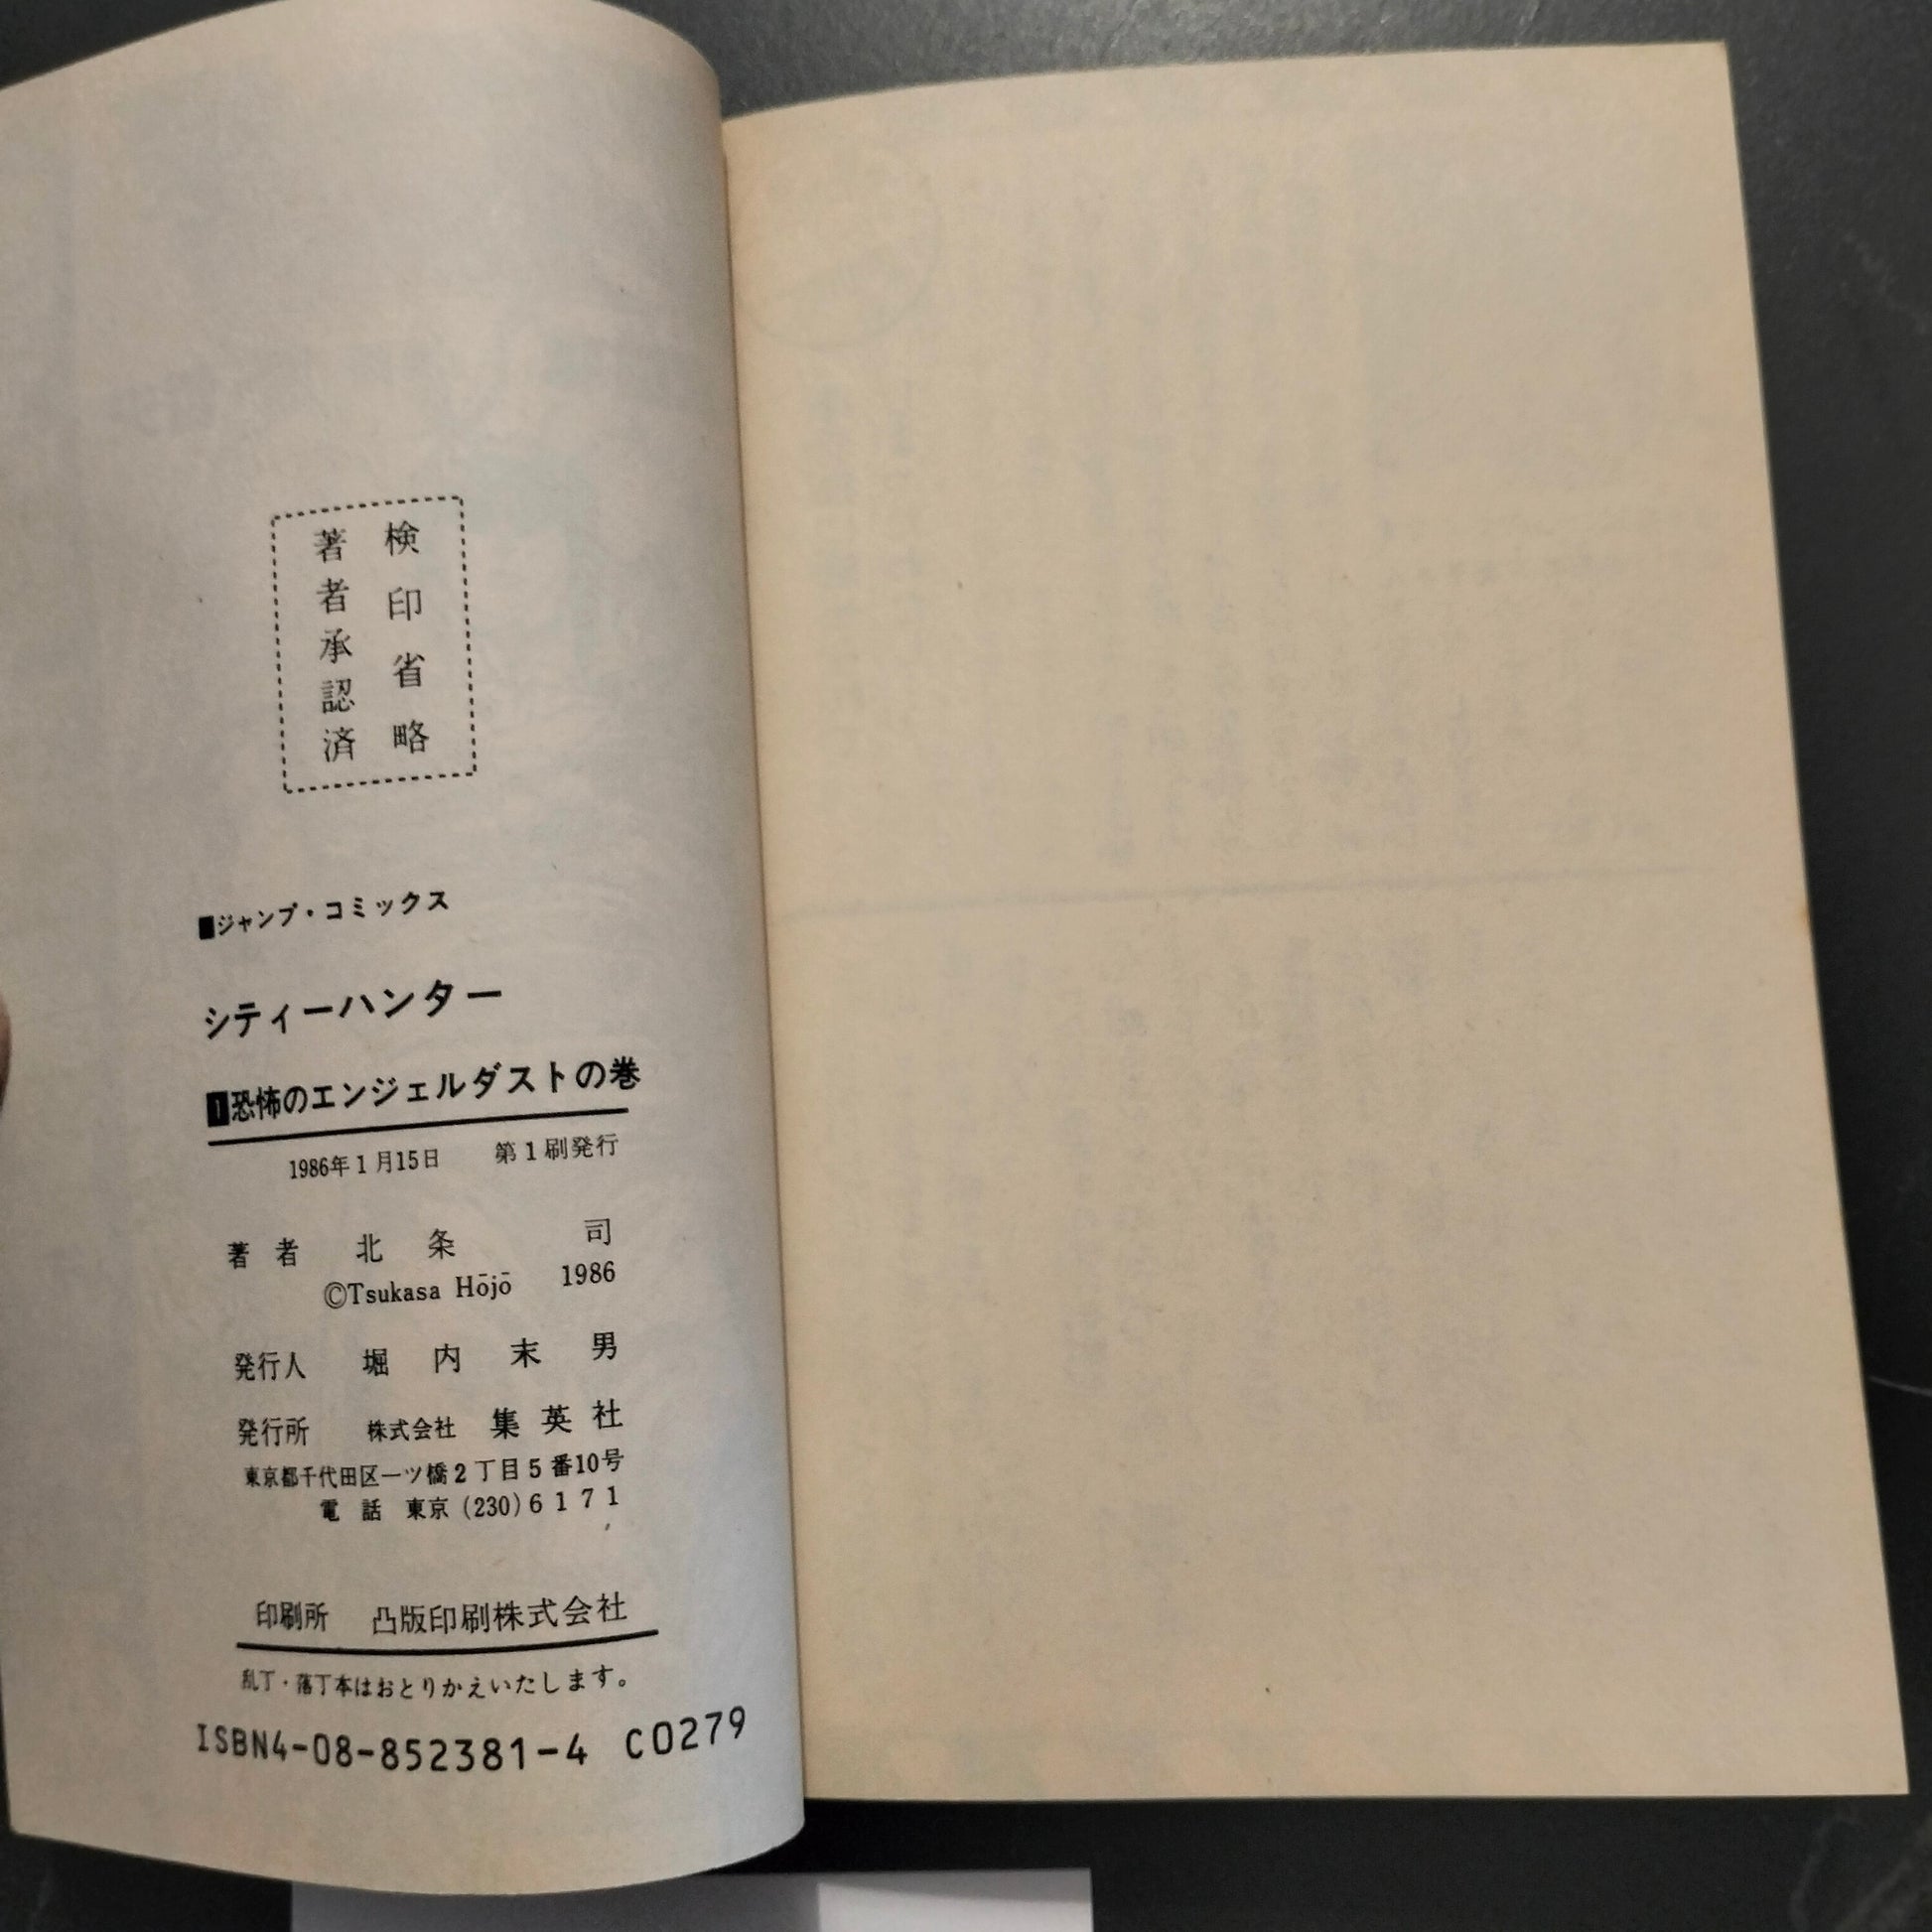 検印省略
著者承認済
■ジャンプ・コミックス
シティーハンター
1恐怖のエンジェルダストの巻
1986年1月15日 第1刷発行
著者 北条 司
©Tsukasa Hōjō 1986
発行人 堀内末男
発行所 株式会社 集英社
東京都千代田区一ツ橋2丁目5番10号
電話 東京(230)6171
印刷所 凸版印刷株式会社
乱丁・落丁本はおとりかえいたします。
ISBN4-08-852381-4 C0279